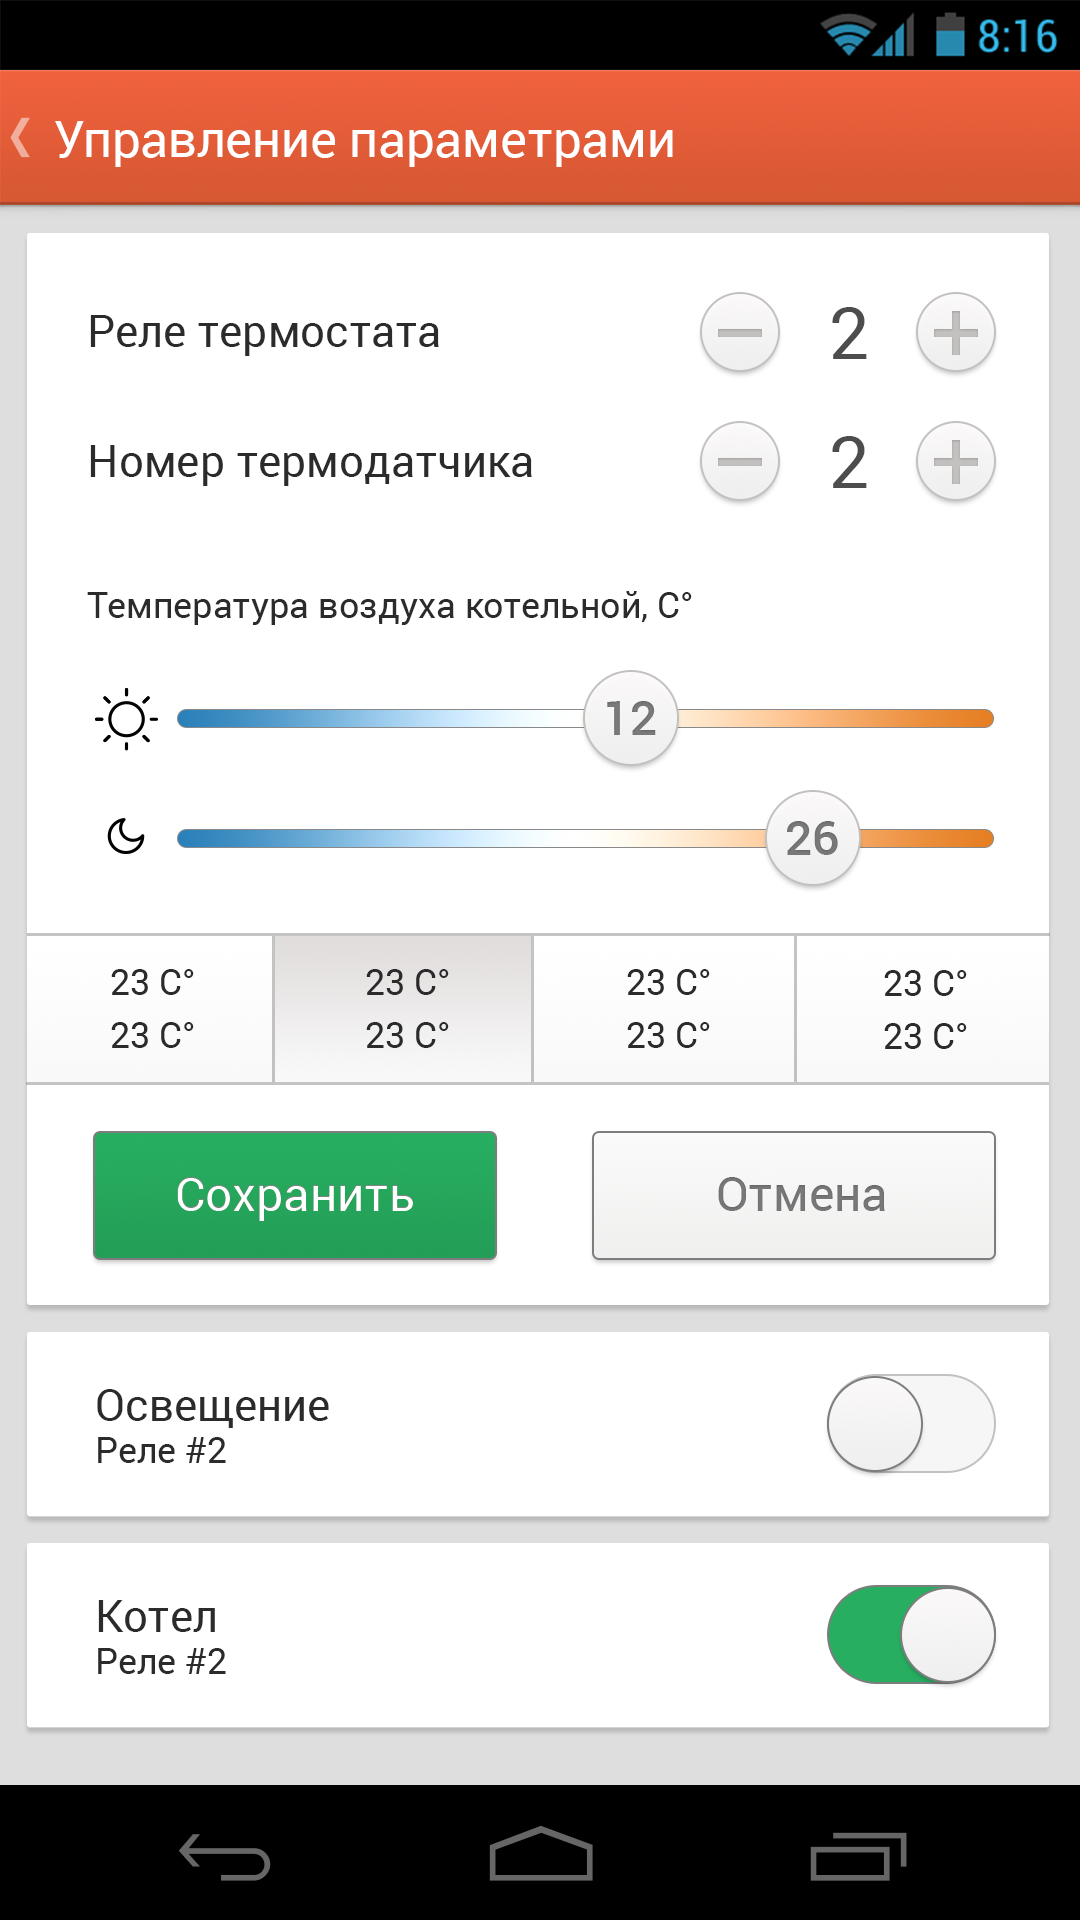 8:16
Управление параметрами
Реле термостата 2
Номер термодатчика 2
Температура воздуха котельной, C°
12
26
23 C° 23 C° 23 C° 23 C°
23 C° 23 C° 23 C° 23 C°
Сохранить Отмена
Освещение
Реле #2
Котел
Реле #2